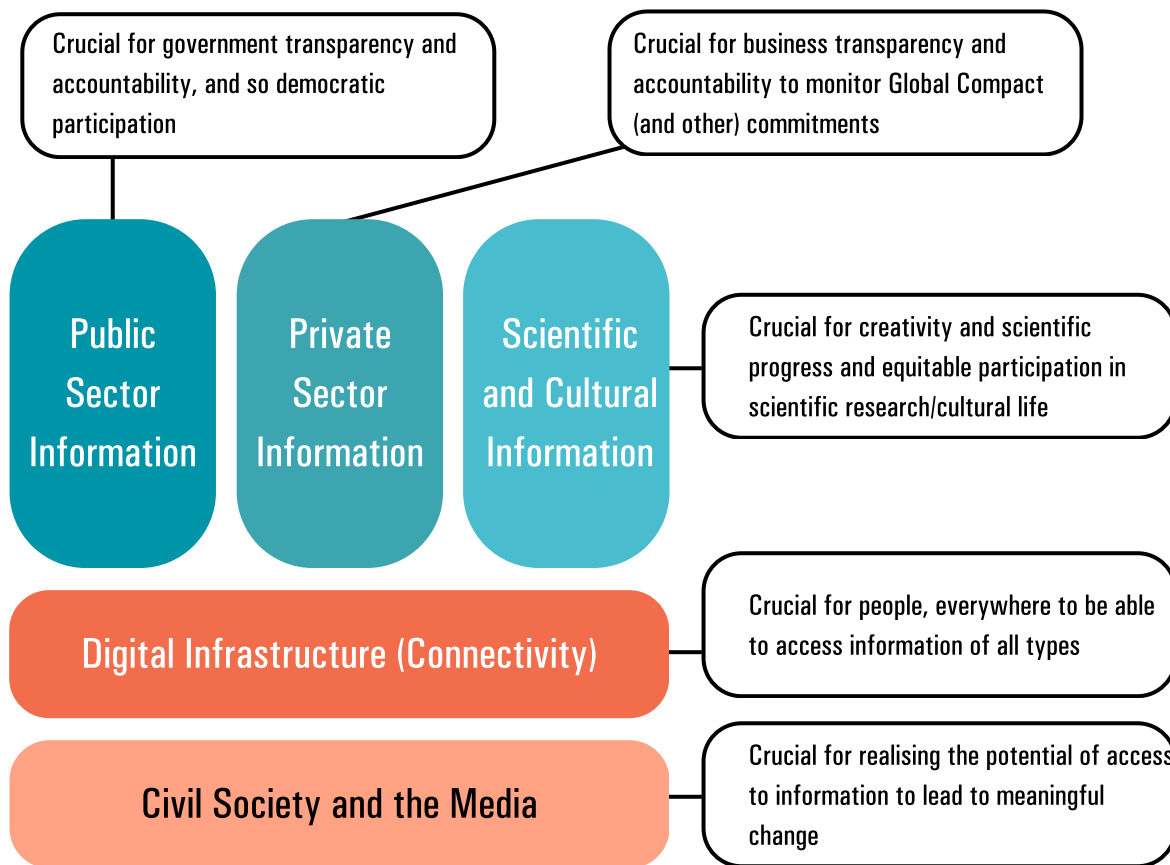 Crucial for government transparency and
accountability, and so democratic
participation
Crucial for business transparency and
accountability to monitor Global Compact
(and other) commitments
Public
Sector
Information
Private
Sector
Information
Scientific
and Cultural
Information
Crucial for creativity and scientific
progress and equitable participation in
scientific research/cultural life
Digital Infrastructure (Connectivity)
Crucial for people, everywhere to be able
to access information of all types
Civil Society and the Media
Crucial for realising the potential of access
to information to lead to meaningful
change